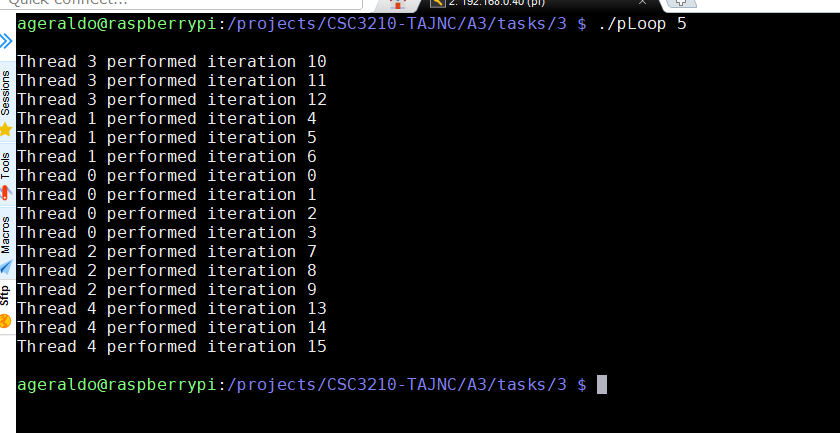 Quick connect...
2. 192.168.0.40 (pi)
ageraldo@raspberrypi:/projects/CSC3210-TAJNC/A3/tasks/3 $ ./pLoop 5
Thread 3 performed iteration 10
Thread 3 performed iteration 11
Thread 3 performed iteration 12
Thread 1 performed iteration 4
Thread 1 performed iteration 5
Thread 1 performed iteration 6
Thread 0 performed iteration 0
Thread 0 performed iteration 1
Thread 0 performed iteration 2
Thread 0 performed iteration 3
Thread 2 performed iteration 7
Thread 2 performed iteration 8
Thread 2 performed iteration 9
Thread 4 performed iteration 13
Thread 4 performed iteration 14
Thread 4 performed iteration 15
ageraldo@raspberrypi:/projects/CSC3210-TAJNC/A3/tasks/3 $
Sessions
Tools
Macros
Sftp